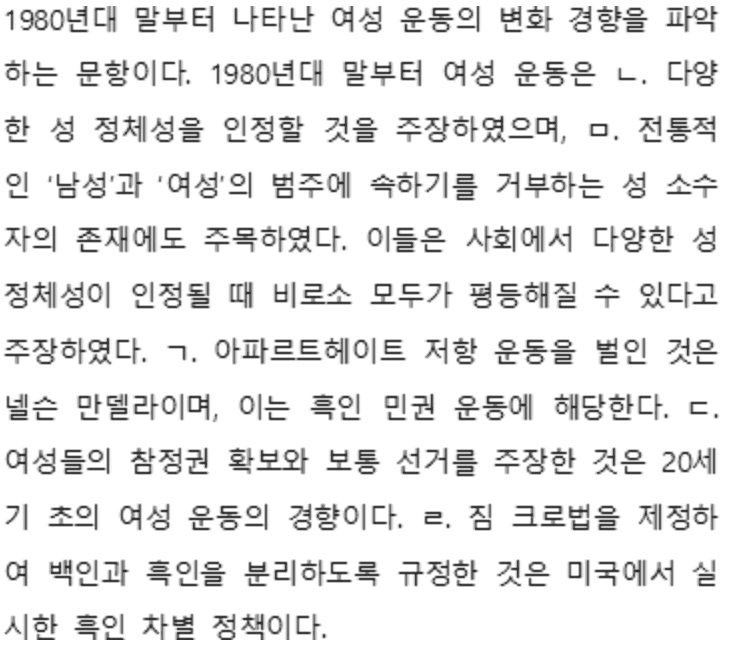 1980년대 말부터 나타난 여성 운동의 변화 경향을 파악
하는 문항이다. 1980년대 말부터 여성 운동은 ㄴ. 다양
한 성 정체성을 인정할 것을 주장하였으며, ㅁ. 전통적
인 '남성'과 '여성'의 범주에 속하기를 거부하는 성 소수
자의 존재에도 주목하였다. 이들은 사회에서 다양한 성
정체성이 인정될 때 비로소 모두가 평등해질 수 있다고
주장하였다. ㄱ. 아파르트헤이트 저항 운동을 벌인 것은
넬슨 만델라이며, 이는 흑인 민권 운동에 해당한다. ㄷ.
여성들의 참정권 확보와 보통 선거를 주장한 것은 20세
기 초의 여성 운동의 경향이다. ㄹ. 짐 크로법을 제정하
여 백인과 흑인을 분리하도록 규정한 것은 미국에서 실
시한 흑인 차별 정책이다.